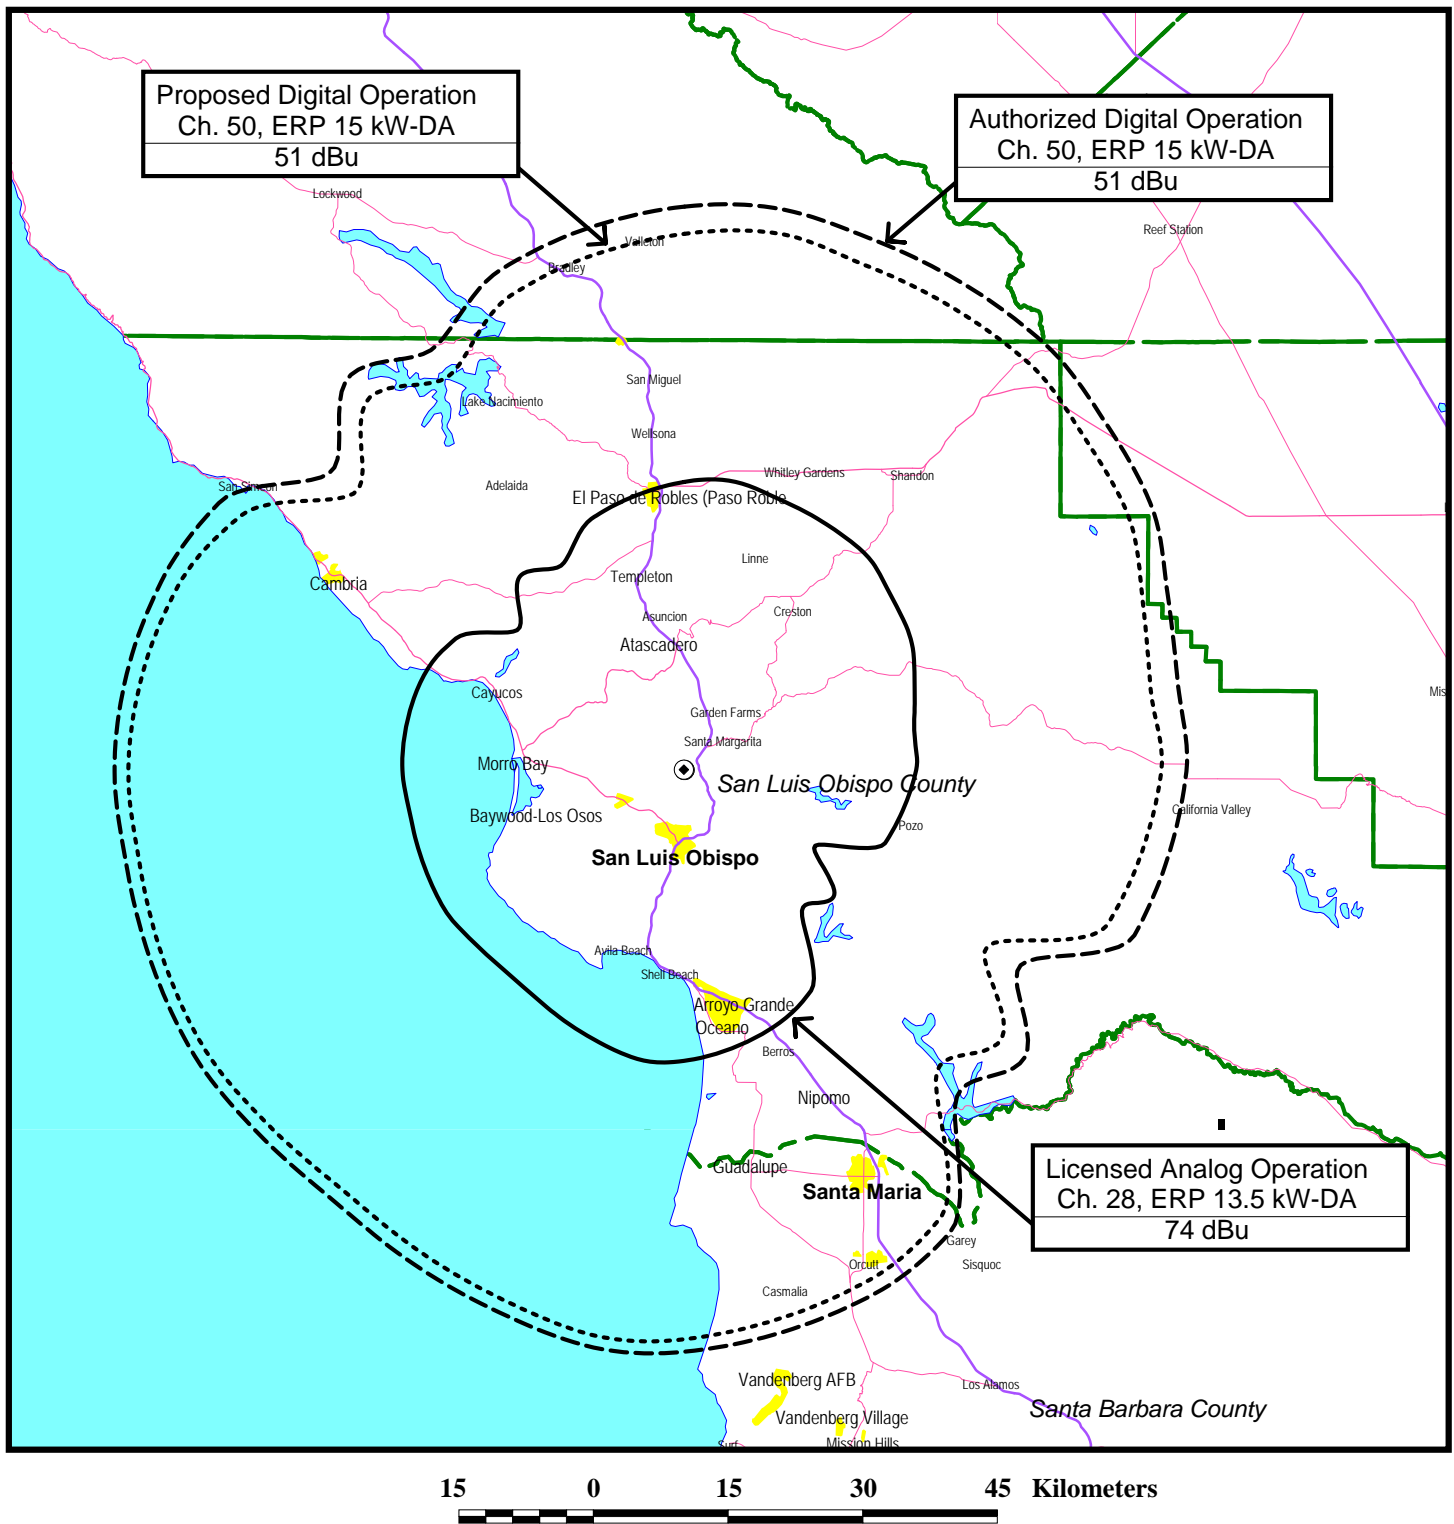 Proposed Digital Operation
Ch. 50, ERP 15 kW-DA
51 dBu
Authorized Digital Operation
Ch. 50, ERP 15 kW-DA
51 dBu
Lockwood
Reef Station
Valleton
Bradley
San Miguel
Lake Nacimiento
Wellsona
Whitley Gardens
Shandon
San Simeon
Adelaida
El Paso de Robles (Paso Roble
Linne
Cambria
Templeton
Creston
Asuncion
Atascadero
Cayucos
Mis
Garden Farms
Santa Margarita
Morro Bay
San Luis Obispo County
Baywood-Los Osos
California Valley
Pozo
San Luis Obispo
Avila Beach
Shell Beach
Arroyo Grande
Oceano
Berros
Nipomo
Guadalupe
Santa Maria
Licensed Analog Operation
Ch. 28, ERP 13.5 kW-DA
74 dBu
Garey
Orcutt
Sisquoc
Casmalia
Vandenberg AFB
Los Alamos
Santa Barbara County
Vandenberg Village
Surf
Mission Hills
15 0 15 30 45 Kilometers